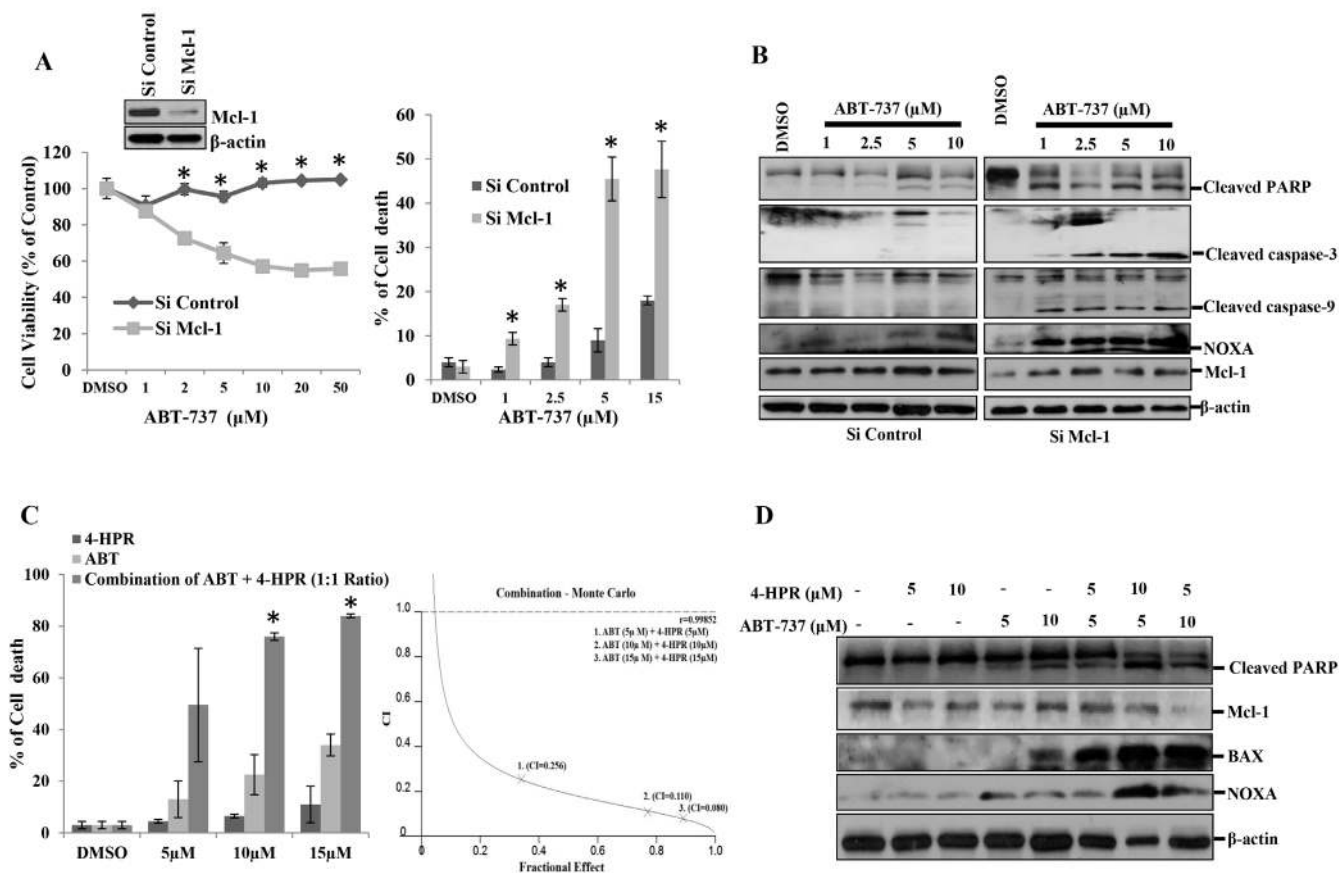 A
Si Control
Si Mcl-1
Mcl-1
β-actin
120
100
80
60
40
20
0
Cell Viability (% of Control)
* * * * *
Si Control
Si Mcl-1
DMSO 1 2 5 10 20 50
ABT-737 (µM)
60
50
40
30
20
10
0
% of Cell death
Si Control
Si Mcl-1
* * * *
DMSO 1 2.5 5 15
ABT-737 (µM)
B
DMSO
ABT-737 (µM)
1 2.5 5 10
DMSO
ABT-737 (µM)
1 2.5 5 10
Cleaved PARP
Cleaved caspase-3
Cleaved caspase-9
NOXA
Mcl-1
β-actin
Si Control
Si Mcl-1
C
4-HPR
ABT
Combination of ABT + 4-HPR (1:1 Ratio)
100
80
60
40
20
0
% of Cell death
* *
DMSO 5µM 10µM 15µM
Combination - Monte Carlo
r=0.99852
1. ABT (5µ M) + 4-HPR (5µM)
2. ABT (10µ M) + 4-HPR (10µM)
3. ABT (15µ M) + 4-HPR (15µM)
1.0
0.8
0.6
0.4
0.2
0
CI
1. (CI=0.256)
2. (CI=0.110)
3. (CI=0.080)
0 0.2 0.4 0.6 0.8 1.0
Fractional Effect
D
4-HPR (µM) - 5 10 - - 5 10 5
ABT-737 (µM) - - - 5 10 5 5 10
Cleaved PARP
Mcl-1
BAX
NOXA
β-actin